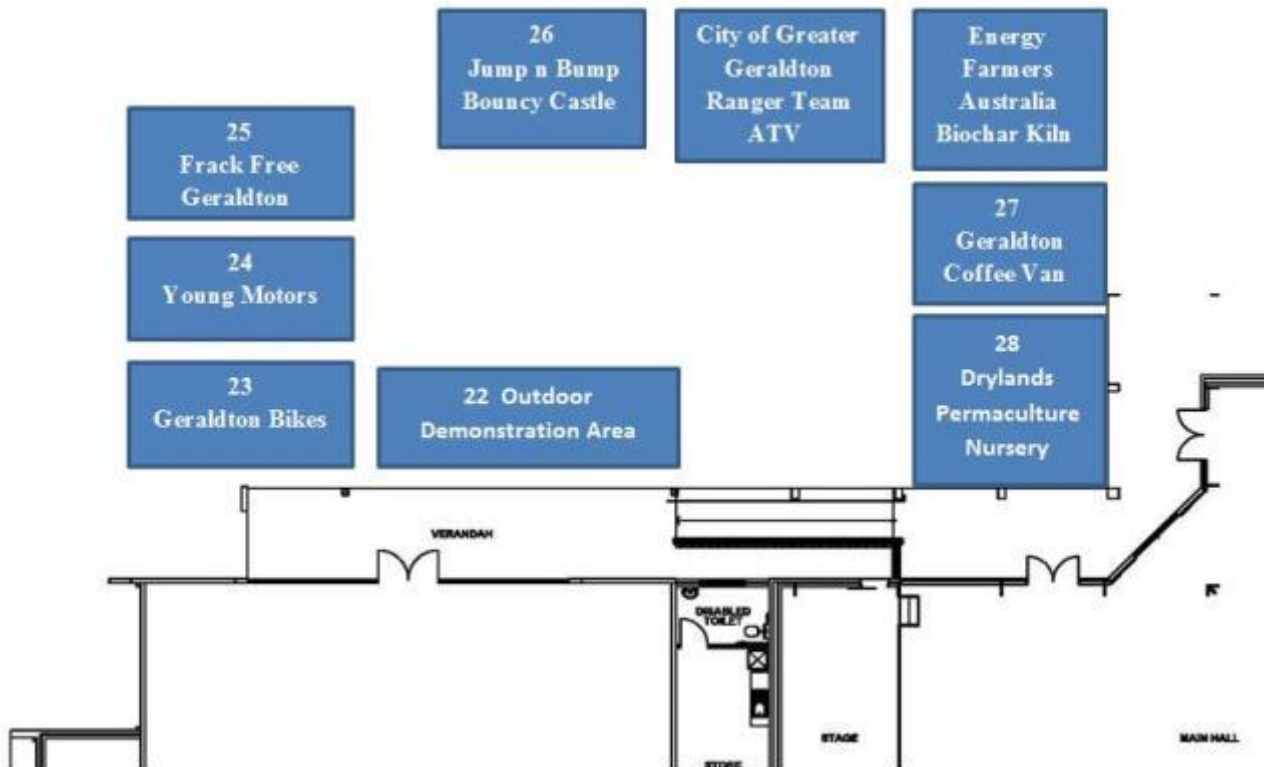 26
Jump n Bump
Bouncy Castle
City of Greater
Geraldton
Ranger Team
ATV
Energy
Farmers
Australia
Biochar Kiln
25
Frack Free
Geraldton
27
Geraldton
Coffee Van
24
Young Motors
28
Drylands
Permaculture
Nursery
23
Geraldton Bikes
22 Outdoor
Demonstration Area
VERANDAH
DISABLED
TOILET
STAGE
MAIN HALL
STORE